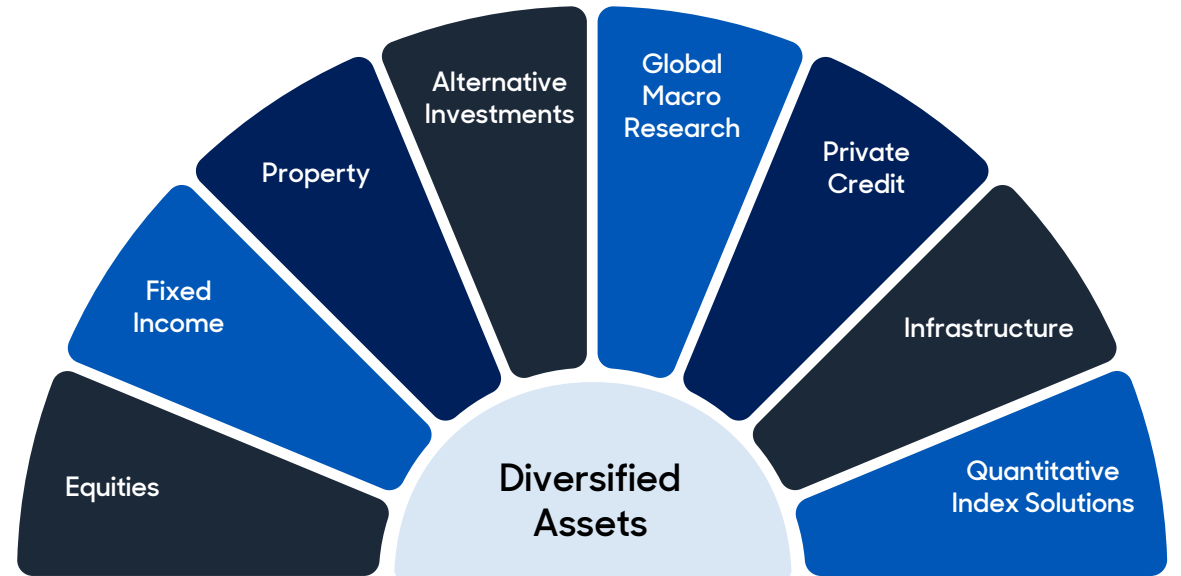 Equities
Fixed
Income
Property
Alternative
Investments
Global
Macro
Research
Private
Credit
Infrastructure
Quantitative
Index Solutions
Diversified
Assets